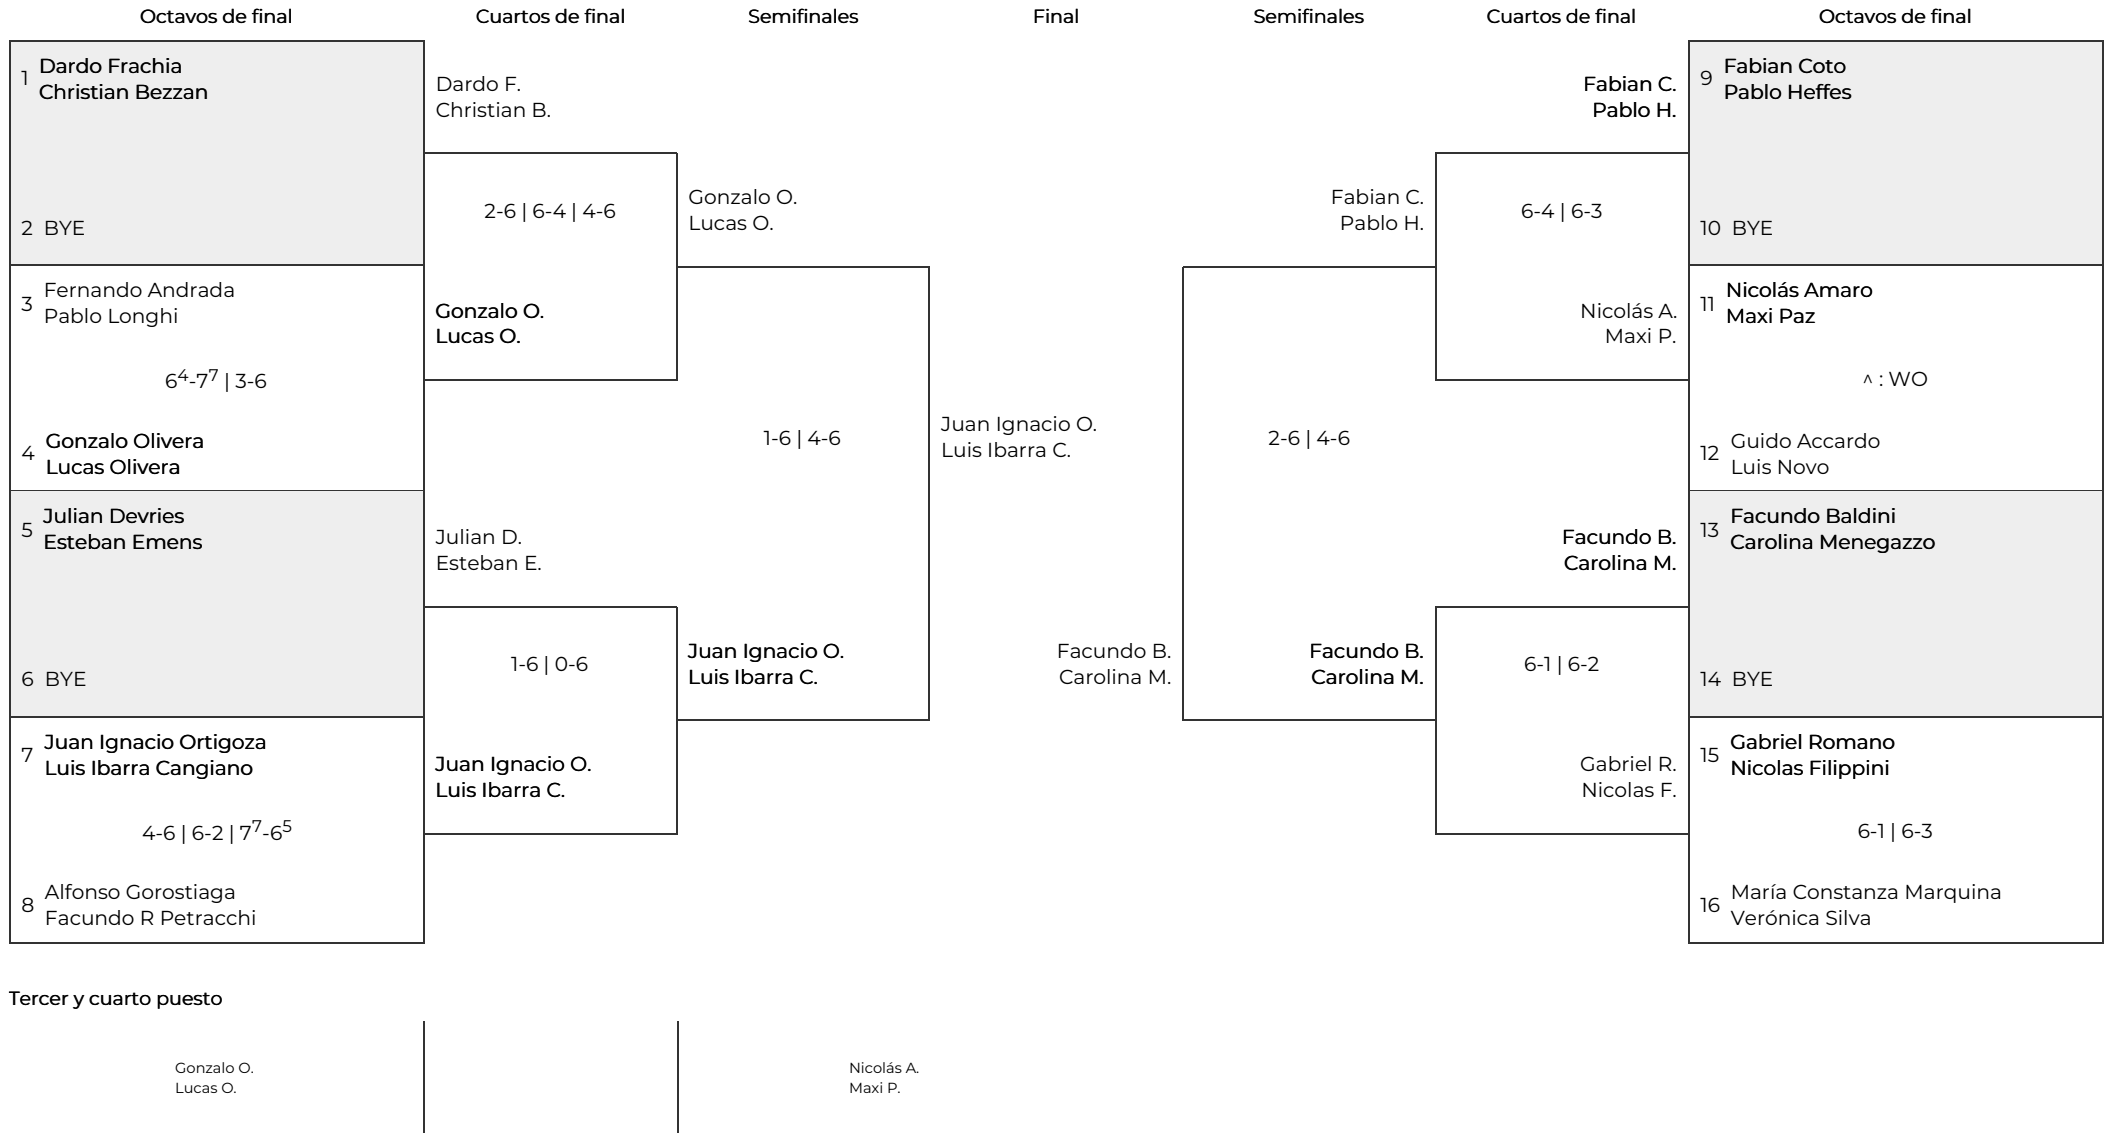 Octavos de final
Cuartos de final
Semifinales
Final
Semifinales
Cuartos de final
Octavos de final
1
Dardo Frachia
Christian Bezzan
2 BYE
3
Fernando Andrada
Pablo Longhi
6⁴-7⁷ | 3-6
4
Gonzalo Olivera
Lucas Olivera
5
Julian Devries
Esteban Emens
6 BYE
7
Juan Ignacio Ortigoza
Luis Ibarra Cangiano
4-6 | 6-2 | 7⁷-6⁵
8
Alfonso Gorostiaga
Facundo R Petracchi
Dardo F.
Christian B.
2-6 | 6-4 | 4-6
Gonzalo O.
Lucas O.
Julian D.
Esteban E.
1-6 | 0-6
Juan Ignacio O.
Luis Ibarra C.
Gonzalo O.
Lucas O.
1-6 | 4-6
Juan Ignacio O.
Luis Ibarra C.
Juan Ignacio O.
Luis Ibarra C.
Facundo B.
Carolina M.
Fabian C.
Pablo H.
2-6 | 4-6
Facundo B.
Carolina M.
Fabian C.
Pablo H.
6-4 | 6-3
Nicolás A.
Maxi P.
Facundo B.
Carolina M.
6-1 | 6-2
Gabriel R.
Nicolas F.
9
Fabian Coto
Pablo Heffes
10 BYE
11
Nicolás Amaro
Maxi Paz
^ : WO
12
Guido Accardo
Luis Novo
13
Facundo Baldini
Carolina Menegazzo
14 BYE
15
Gabriel Romano
Nicolas Filippini
6-1 | 6-3
16
María Constanza Marquina
Verónica Silva
Tercer y cuarto puesto
Gonzalo O.
Lucas O.
Nicolás A.
Maxi P.